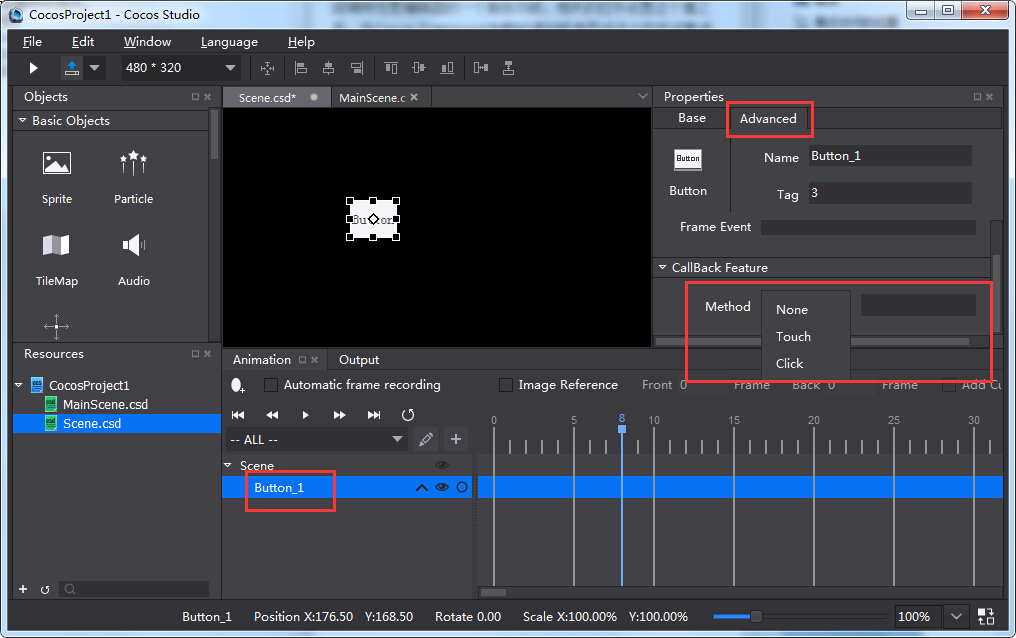 CocosProject1 - Cocos Studio
File Edit Window Language Help
480 * 320
Objects
Basic Objects
Sprite Particle
TileMap Audio
Resources
CocosProject1
MainScene.csd
Scene.csd
Scene.csd* MainScene.c
Button
Properties
Base Advanced
Button
Button
Name Button_1
Tag 3
Frame Event
CallBack Feature
Method
None
Touch
Click
Animation Output
Automatic frame recording Image Reference Front 0 Frame Back 0 Frame Add Cu
-- ALL --
0 5 8 10 15 20 25 30
Scene
Button_1
Button_1 Position X:176.50 Y:168.50 Rotate 0.00 Scale X:100.00% Y:100.00% 100%